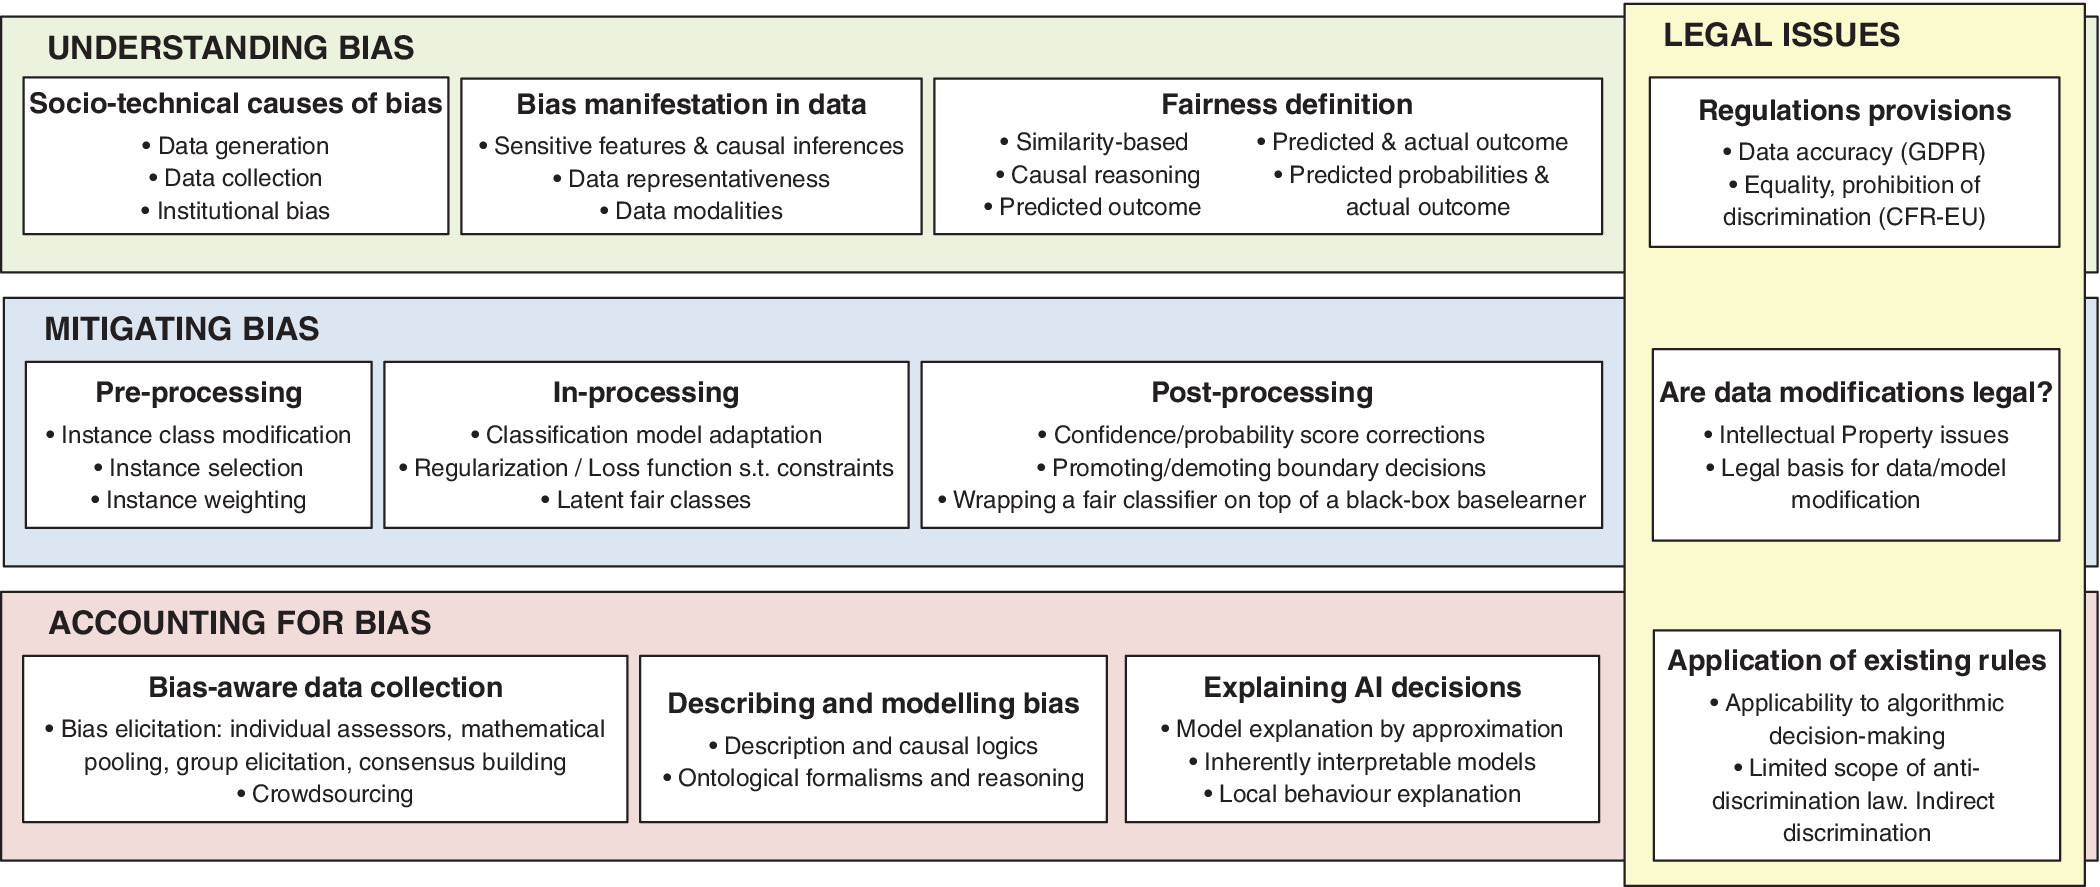 UNDERSTANDING BIAS
Socio-technical causes of bias
• Data generation
• Data collection
• Institutional bias
Bias manifestation in data
• Sensitive features & causal inferences
• Data representativeness
• Data modalities
Fairness definition
• Similarity-based
• Causal reasoning
• Predicted outcome
• Predicted & actual outcome
• Predicted probabilities &
actual outcome
LEGAL ISSUES
Regulations provisions
• Data accuracy (GDPR)
• Equality, prohibition of
discrimination (CFR-EU)
MITIGATING BIAS
Pre-processing
• Instance class modification
• Instance selection
• Instance weighting
In-processing
• Classification model adaptation
• Regularization / Loss function s.t. constraints
• Latent fair classes
Post-processing
• Confidence/probability score corrections
• Promoting/demoting boundary decisions
• Wrapping a fair classifier on top of a black-box baselearner
Are data modifications legal?
• Intellectual Property issues
• Legal basis for data/model
modification
ACCOUNTING FOR BIAS
Bias-aware data collection
• Bias elicitation: individual assessors, mathematical
pooling, group elicitation, consensus building
• Crowdsourcing
Describing and modelling bias
• Description and causal logics
• Ontological formalisms and reasoning
Explaining AI decisions
• Model explanation by approximation
• Inherently interpretable models
• Local behaviour explanation
Application of existing rules
• Applicability to algorithmic
decision-making
• Limited scope of anti-
discrimination law. Indirect
discrimination